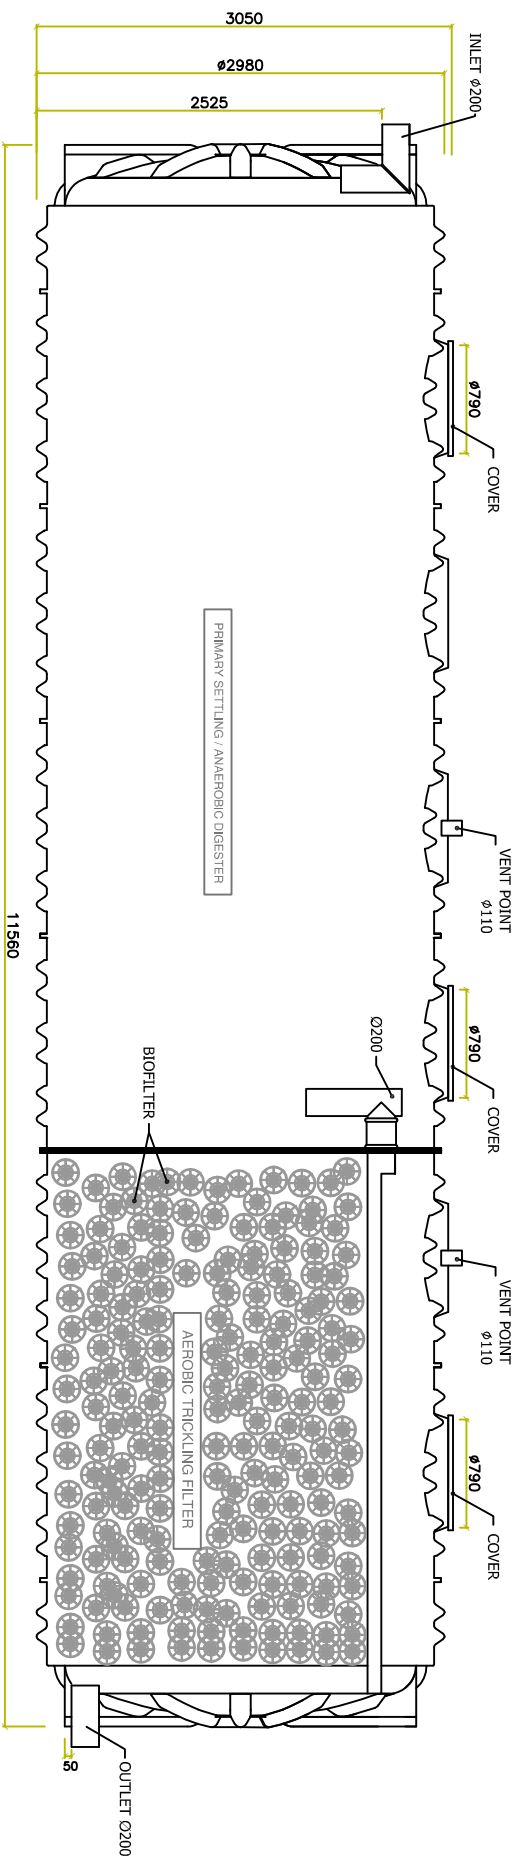 3050
ø2980
2525
INLET ø200
ø790
COVER
PRIMARY SETTLING / ANAEROBIC DIGESTER
VENT POINT
ø110
11560
ø790
COVER
Ø200
BIOFILTER
VENT POINT
ø110
AEROBIC TRICKLING FILTER
ø790
COVER
50
OUTLET Ø200